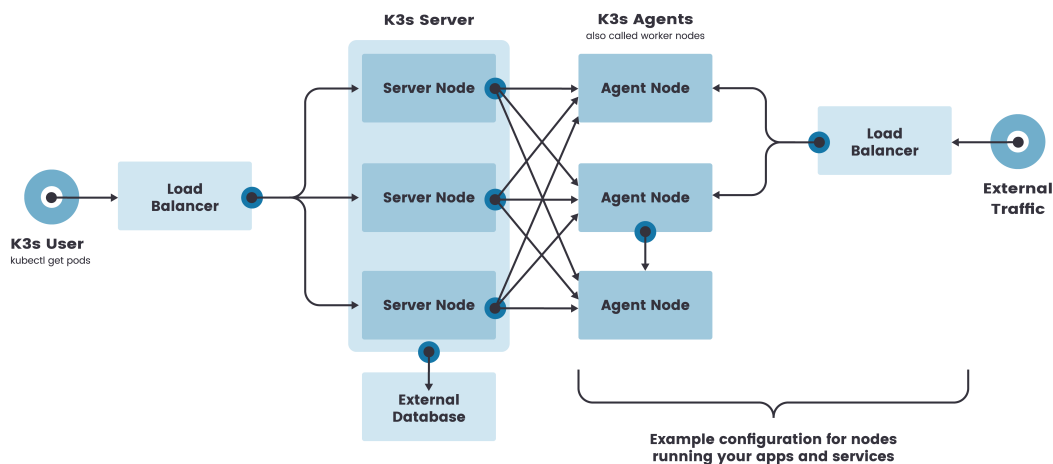 K3s Server
K3s Agents
also called worker nodes
Server Node
Agent Node
Load
Balancer
External
Traffic
Load
Balancer
K3s User
kubectl get pods
Server Node
Agent Node
Server Node
Agent Node
External
Database
Example configuration for nodes
running your apps and services